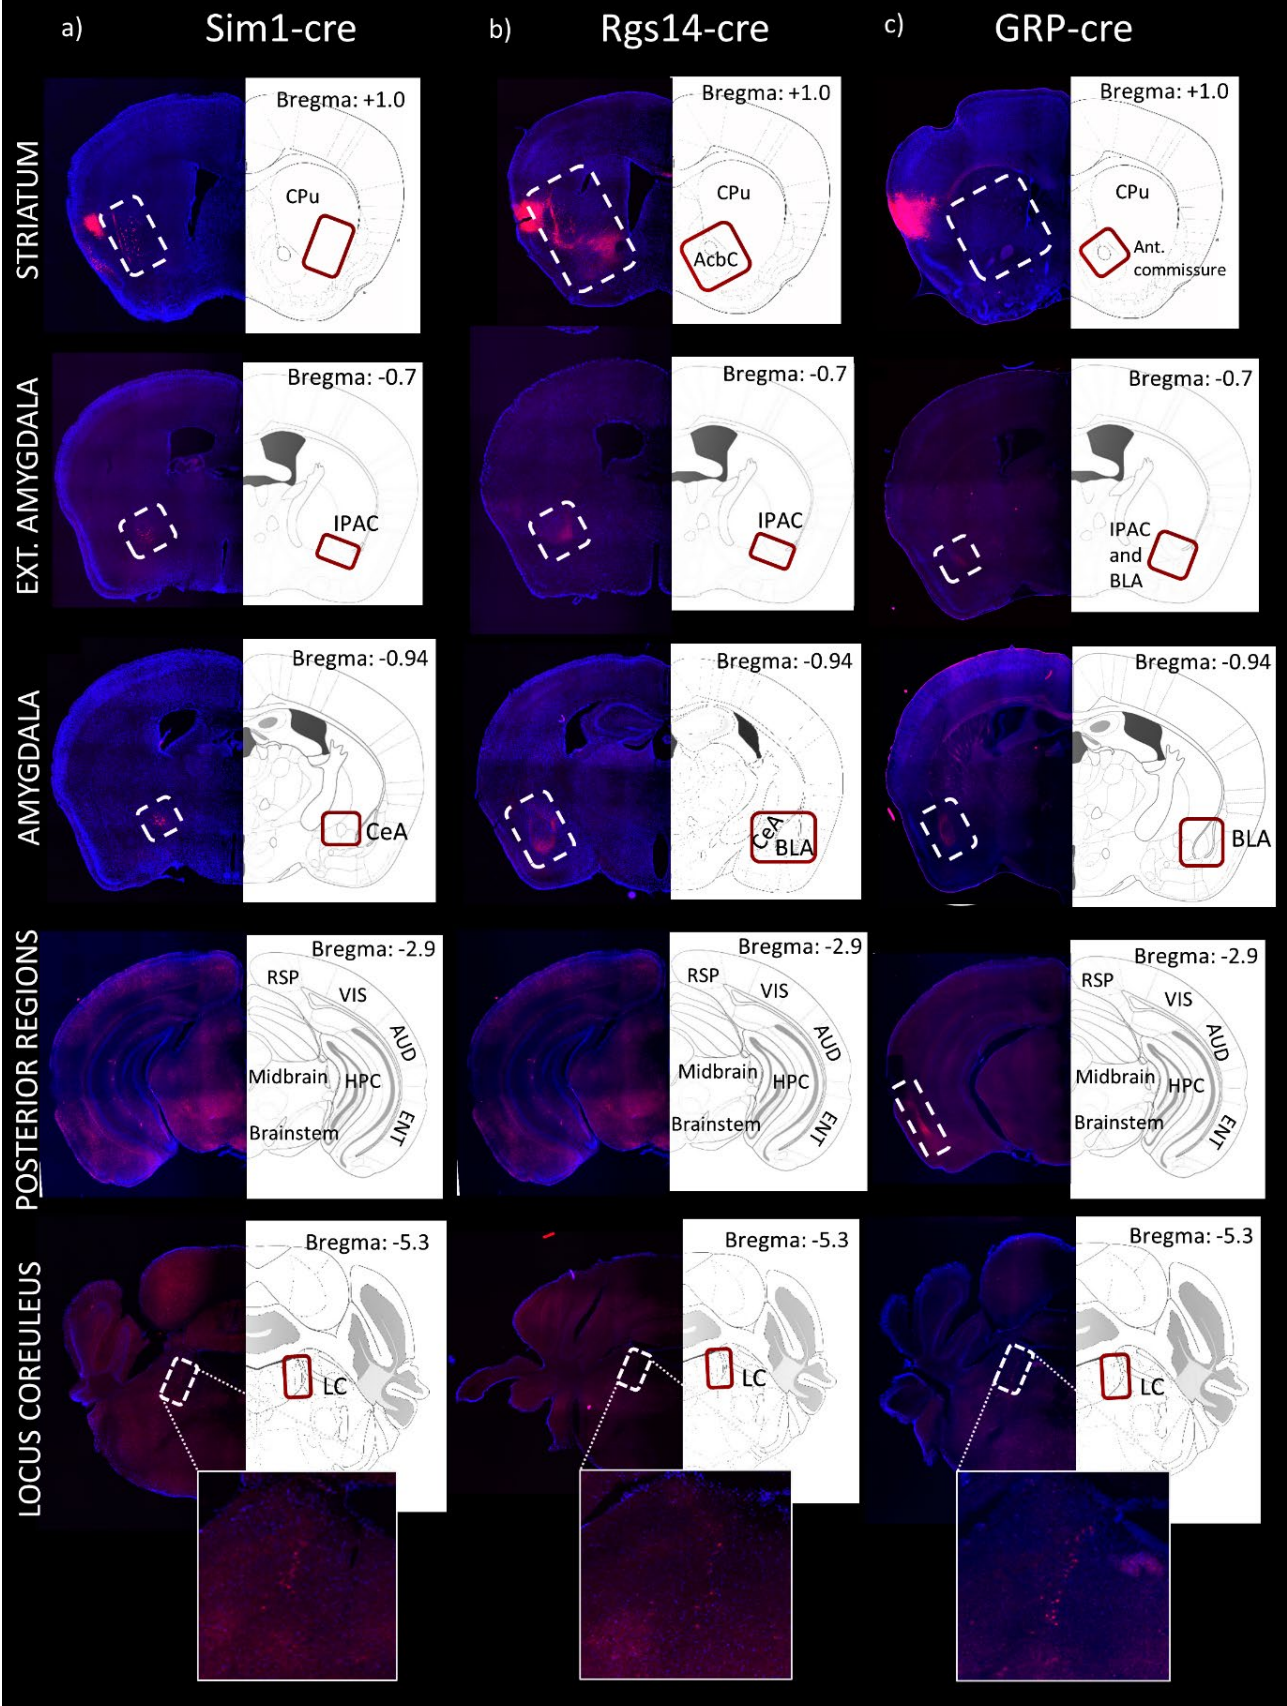 a) Sim1-cre b) Rgs14-cre c) GRP-cre
STRIATUM
Bregma: +1.0
CPu
Bregma: +1.0
CPu
AcbC
Bregma: +1.0
CPu
Ant.
commissure
EXT. AMYGDALA
Bregma: -0.7
IPAC
Bregma: -0.7
IPAC
Bregma: -0.7
IPAC
and
BLA
AMYGDALA
Bregma: -0.94
CeA
Bregma: -0.94
CeA
BLA
Bregma: -0.94
BLA
POSTERIOR REGIONS
Bregma: -2.9
RSP
VIS
AUD
Midbrain
HPC
ENT
Brainstem
Bregma: -2.9
RSP
VIS
AUD
Midbrain
HPC
ENT
Brainstem
Bregma: -2.9
RSP
VIS
AUD
Midbrain
HPC
ENT
Brainstem
LOCUS COREULEUS
Bregma: -5.3
LC
Bregma: -5.3
LC
Bregma: -5.3
LC